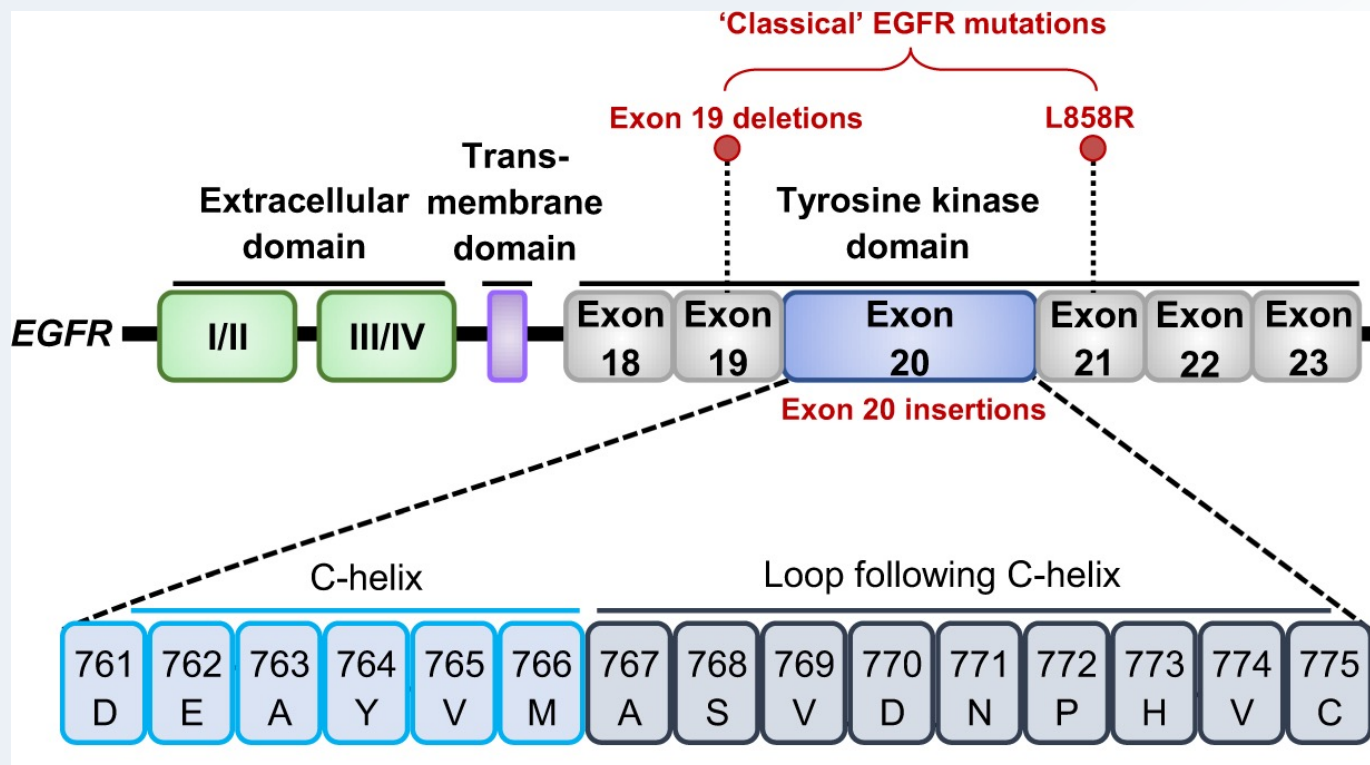 ‘Classical’ EGFR mutations
Exon 19 deletions
L858R
Extracellular
domain
Trans-
membrane
domain
Tyrosine kinase
domain
EGFR
I/II
III/IV
Exon
18
Exon
19
Exon
20
Exon
21
Exon
22
Exon
23
Exon 20 insertions
C-helix
Loop following C-helix
761 762 763 764 765 766 767 768 769 770 771 772 773 774 775
D E A Y V M A S V D N P H V C